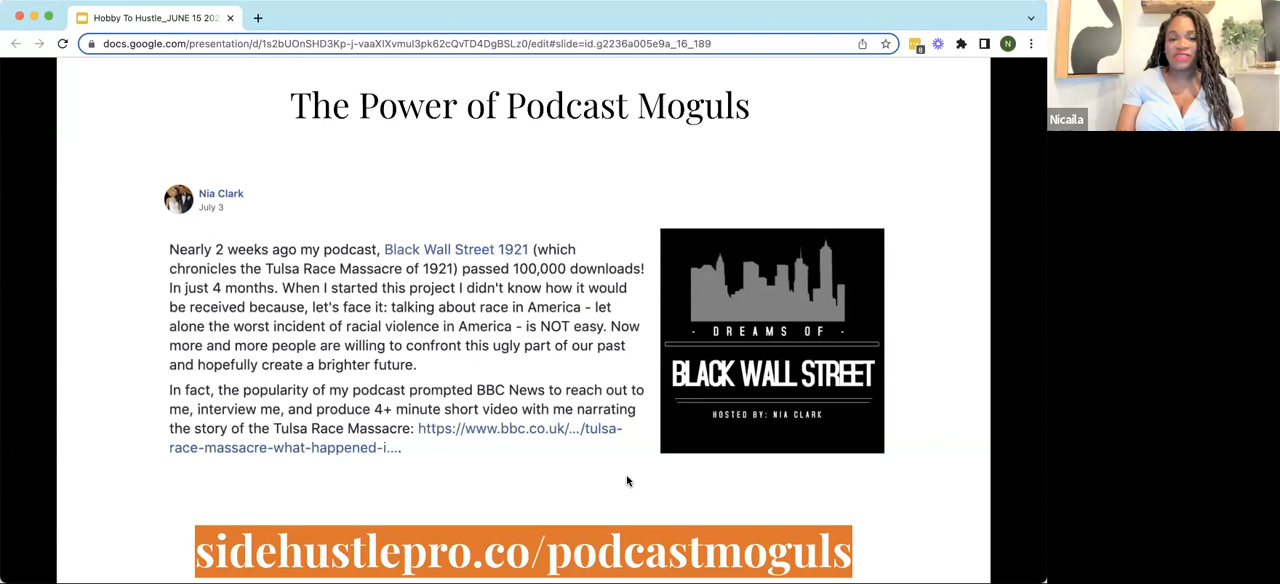 Hobby To Hustle_JUNE 15 202
docs.google.com/presentation/d/1s2bUOnSHD3Kp-j-vaaXIXvmuI3pk62cQvTD4DgBSLz0/edit#slide=id.g2236a005e9a_16_189
8
N
Nicaila
The Power of Podcast Moguls
Nia Clark
July 3
Nearly 2 weeks ago my podcast, Black Wall Street 1921 (which
chronicles the Tulsa Race Massacre of 1921) passed 100,000 downloads!
In just 4 months. When I started this project I didn't know how it would
be received because, let's face it: talking about race in America - let
alone the worst incident of racial violence in America - is NOT easy. Now
more and more people are willing to confront this ugly part of our past
and hopefully create a brighter future.
In fact, the popularity of my podcast prompted BBC News to reach out to
me, interview me, and produce 4+ minute short video with me narrating
the story of the Tulsa Race Massacre: https://www.bbc.co.uk/.../tulsa-
race-massacre-what-happened-i....
- DREAMS OF -
BLACK WALL STREET
HOSTED BY: NIA CLARK
sidehustlepro.co/podcastmoguls